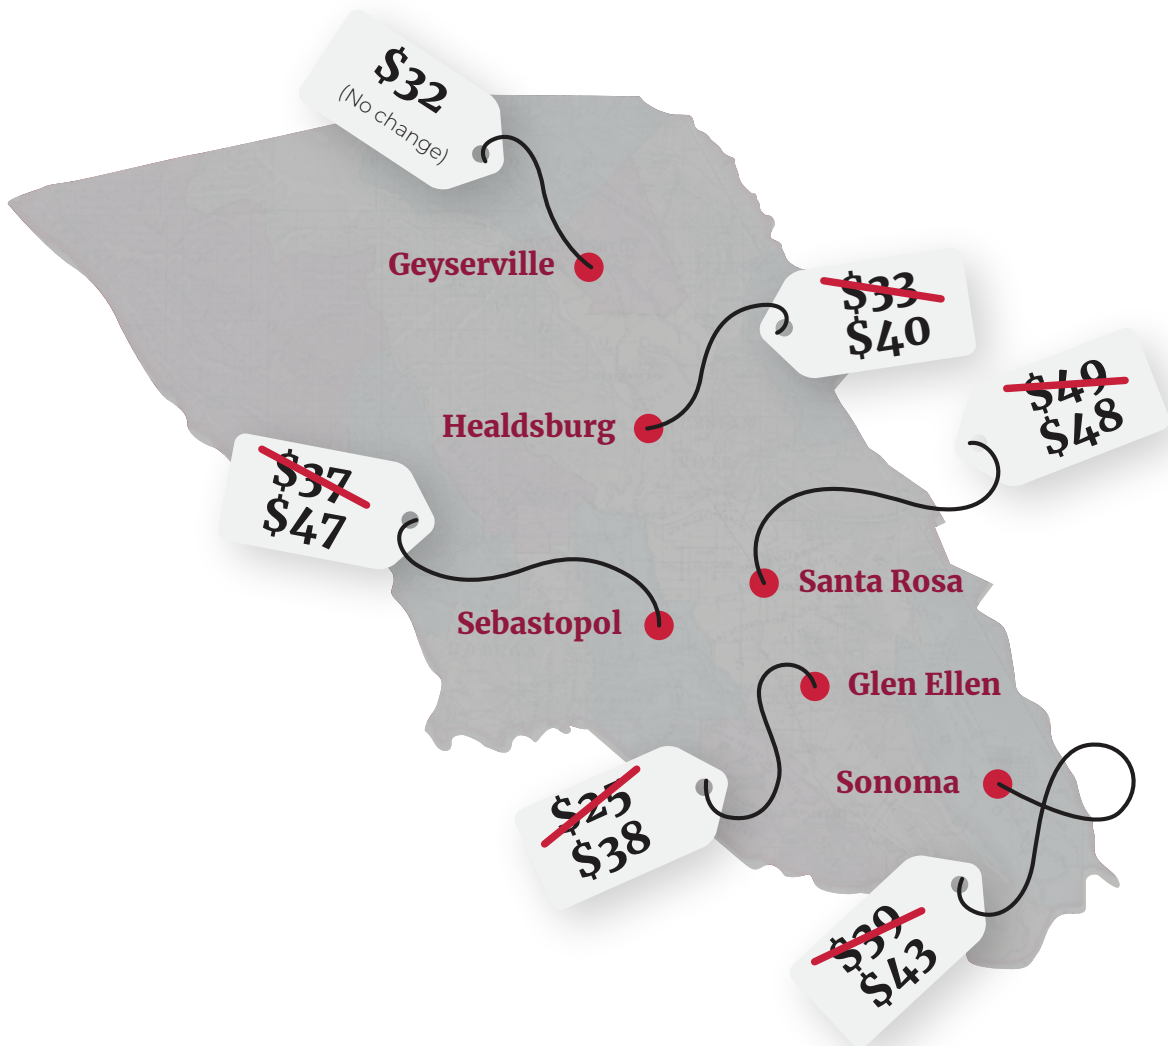 $32
(No change)
Geyserville
$33
$40
Healdsburg
$49
$48
$37
$47
Santa Rosa
Sebastopol
Glen Ellen
$25
$38
Sonoma
$39
$43